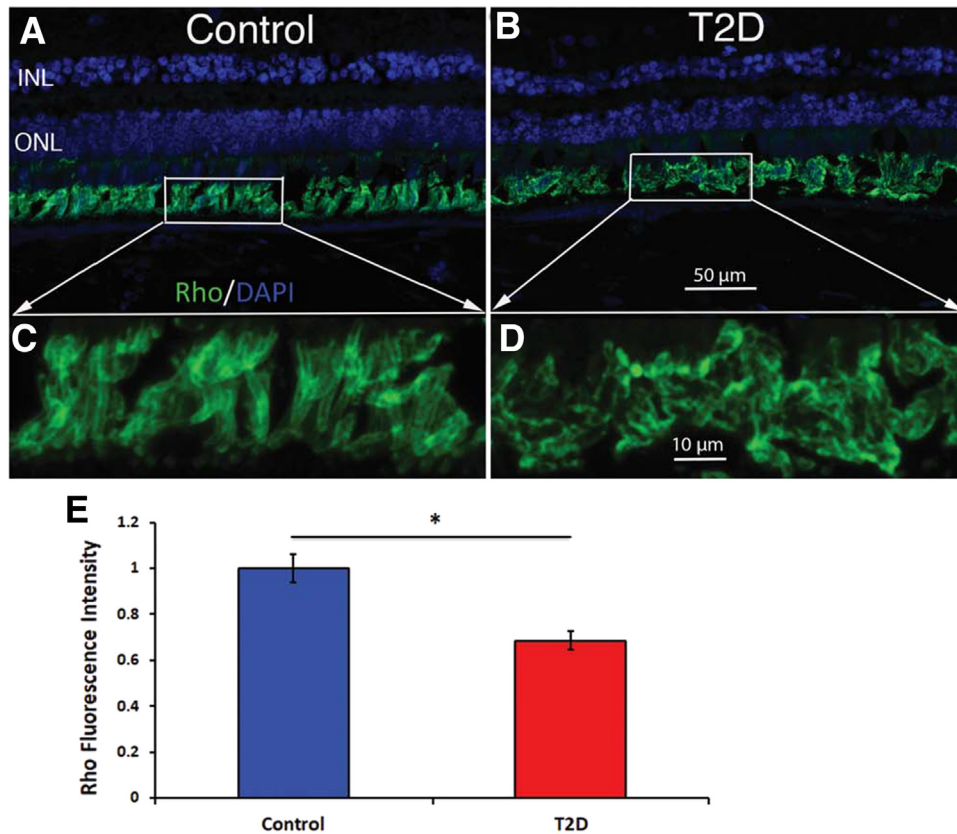 A
Control
INL
ONL
Rho/DAPI
B
T2D
50 µm
C
D
10 µm
E
*
Rho Fluorescence Intensity
1.2
1
0.8
0.6
0.4
0.2
0
Control
T2D